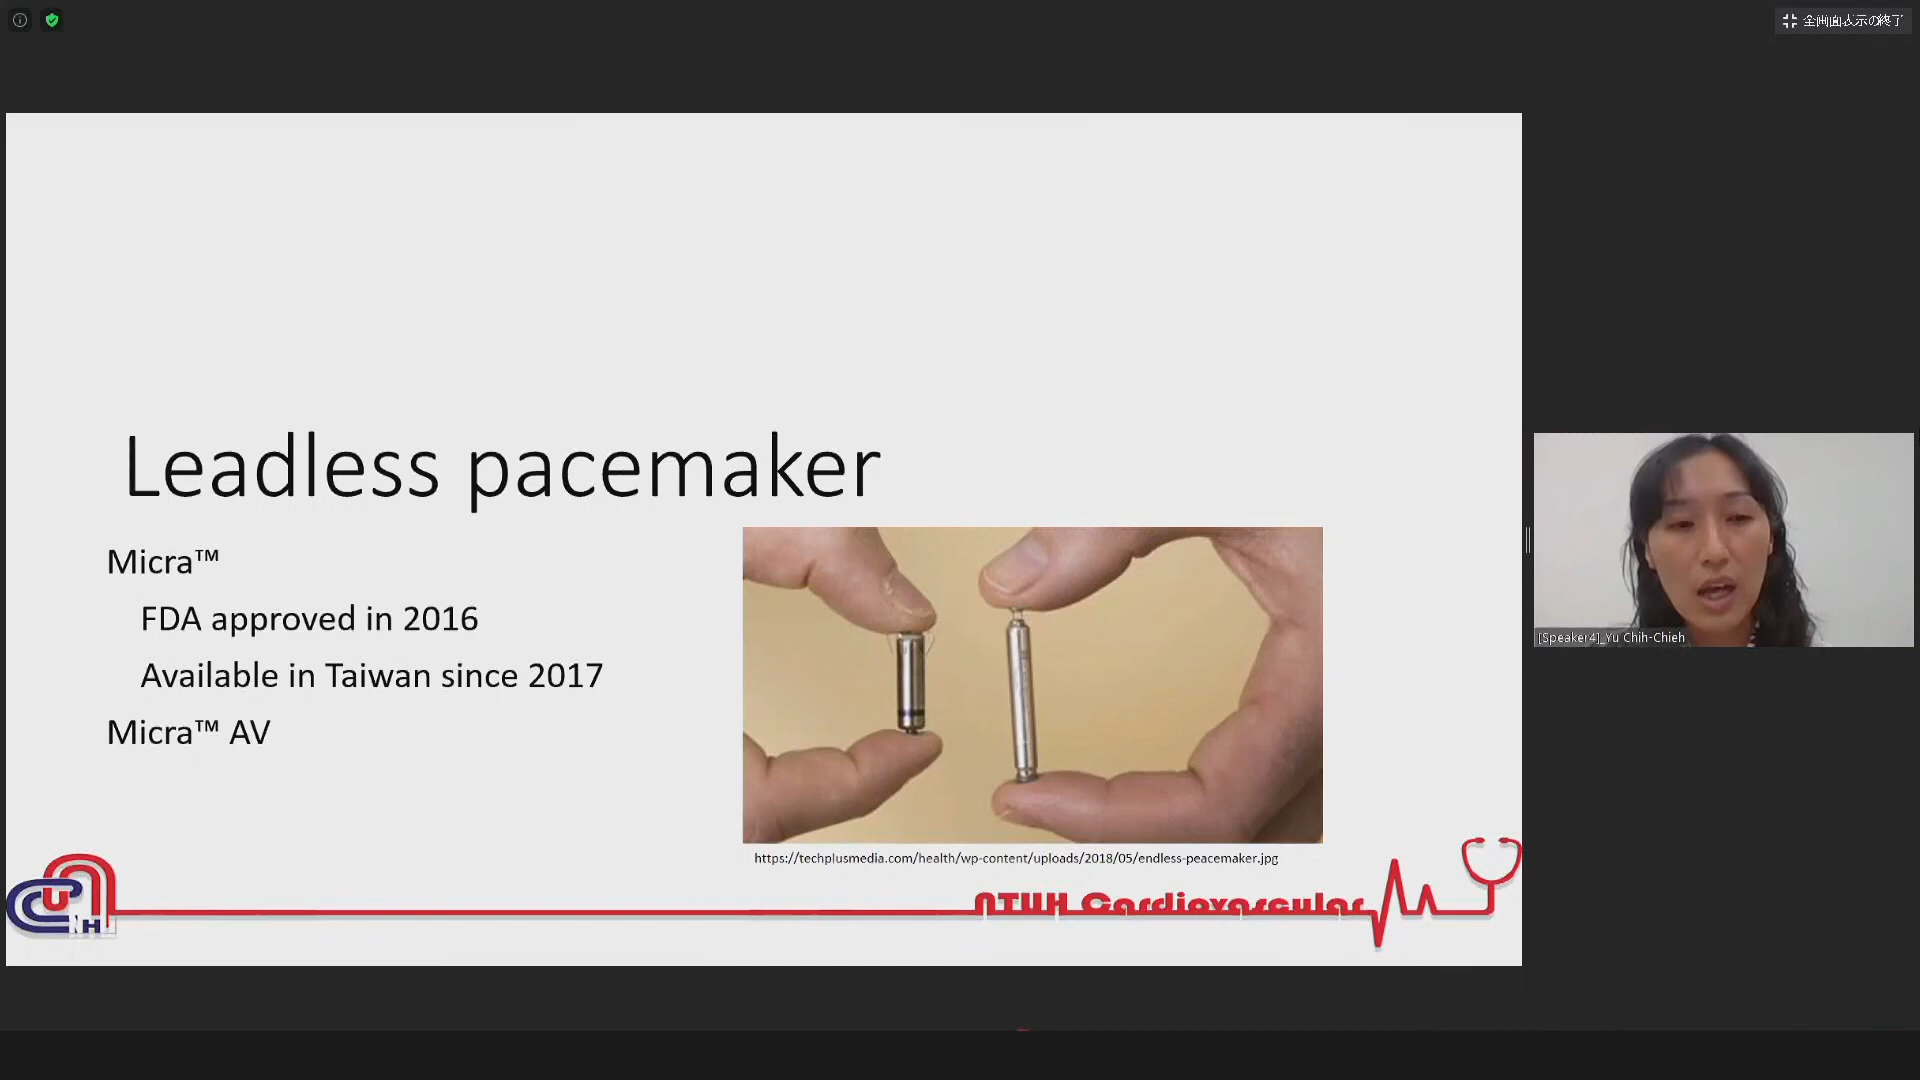 全画面表示の終了
Leadless pacemaker
Micra™
FDA approved in 2016
Available in Taiwan since 2017
Micra™ AV
https://techplusmedia.com/health/wp-content/uploads/2018/05/endless-peacemaker.jpg
NTUH Cardiovascular
[Speaker4]_Yu Chih-Chieh